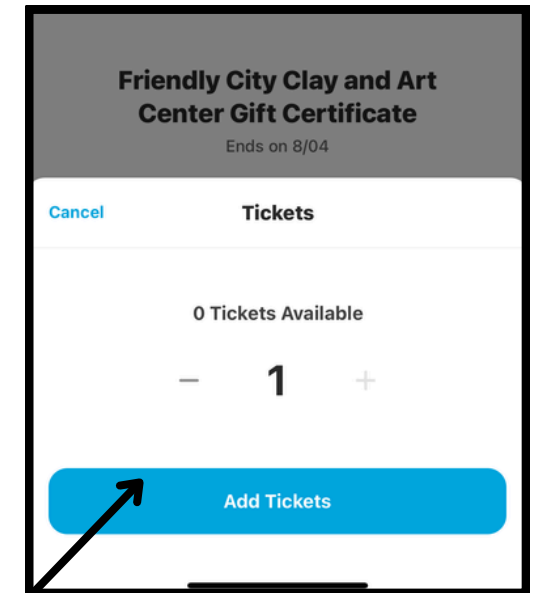 Friendly City Clay and Art
Center Gift Certificate
Ends on 8/04
Cancel
Tickets
0 Tickets Available
− 1 +
Add Tickets